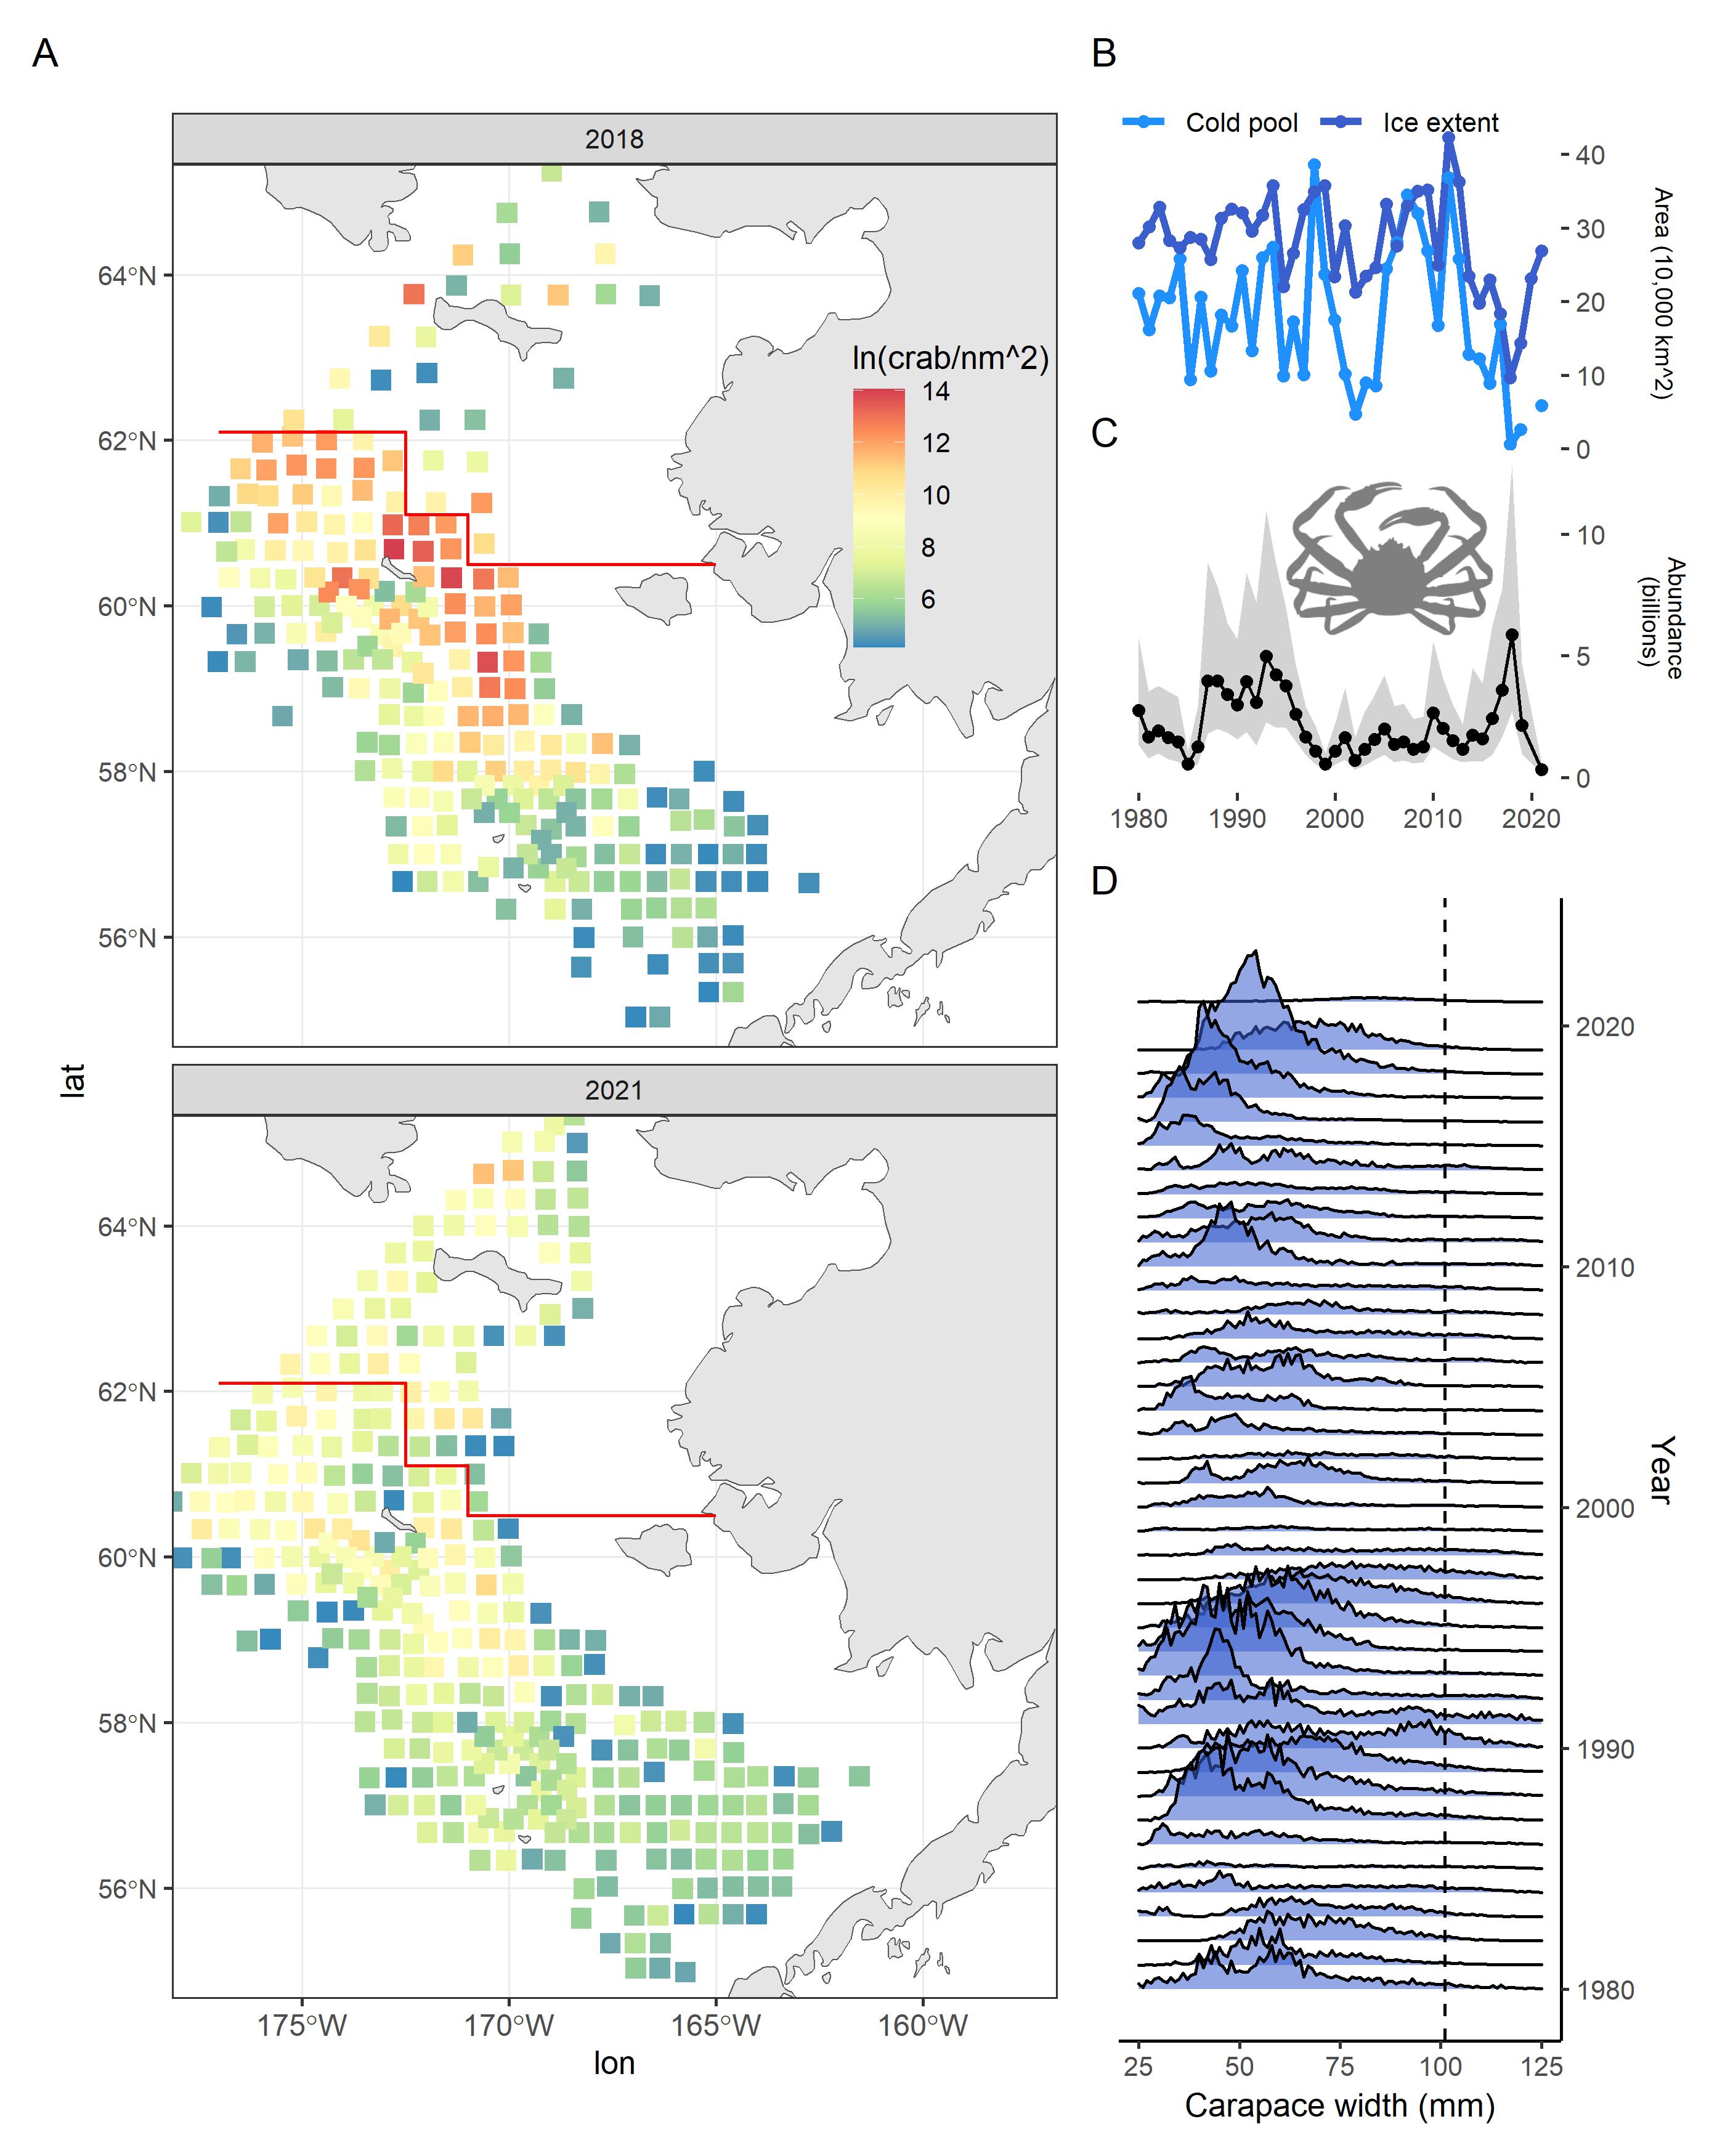 A
2018
64°N
62°N
60°N
58°N
56°N
ln(crab/nm^2)
14
12
10
8
6
lat
2021
64°N
62°N
60°N
58°N
56°N
175°W
170°W
165°W
160°W
lon
B
Cold pool
Ice extent
40
30
20
10
0
Area (10,000 km^2)
C
10
5
0
Abundance
(billions)
1980
1990
2000
2010
2020
D
2020
2010
2000
1990
1980
Year
25
50
75
100
125
Carapace width (mm)